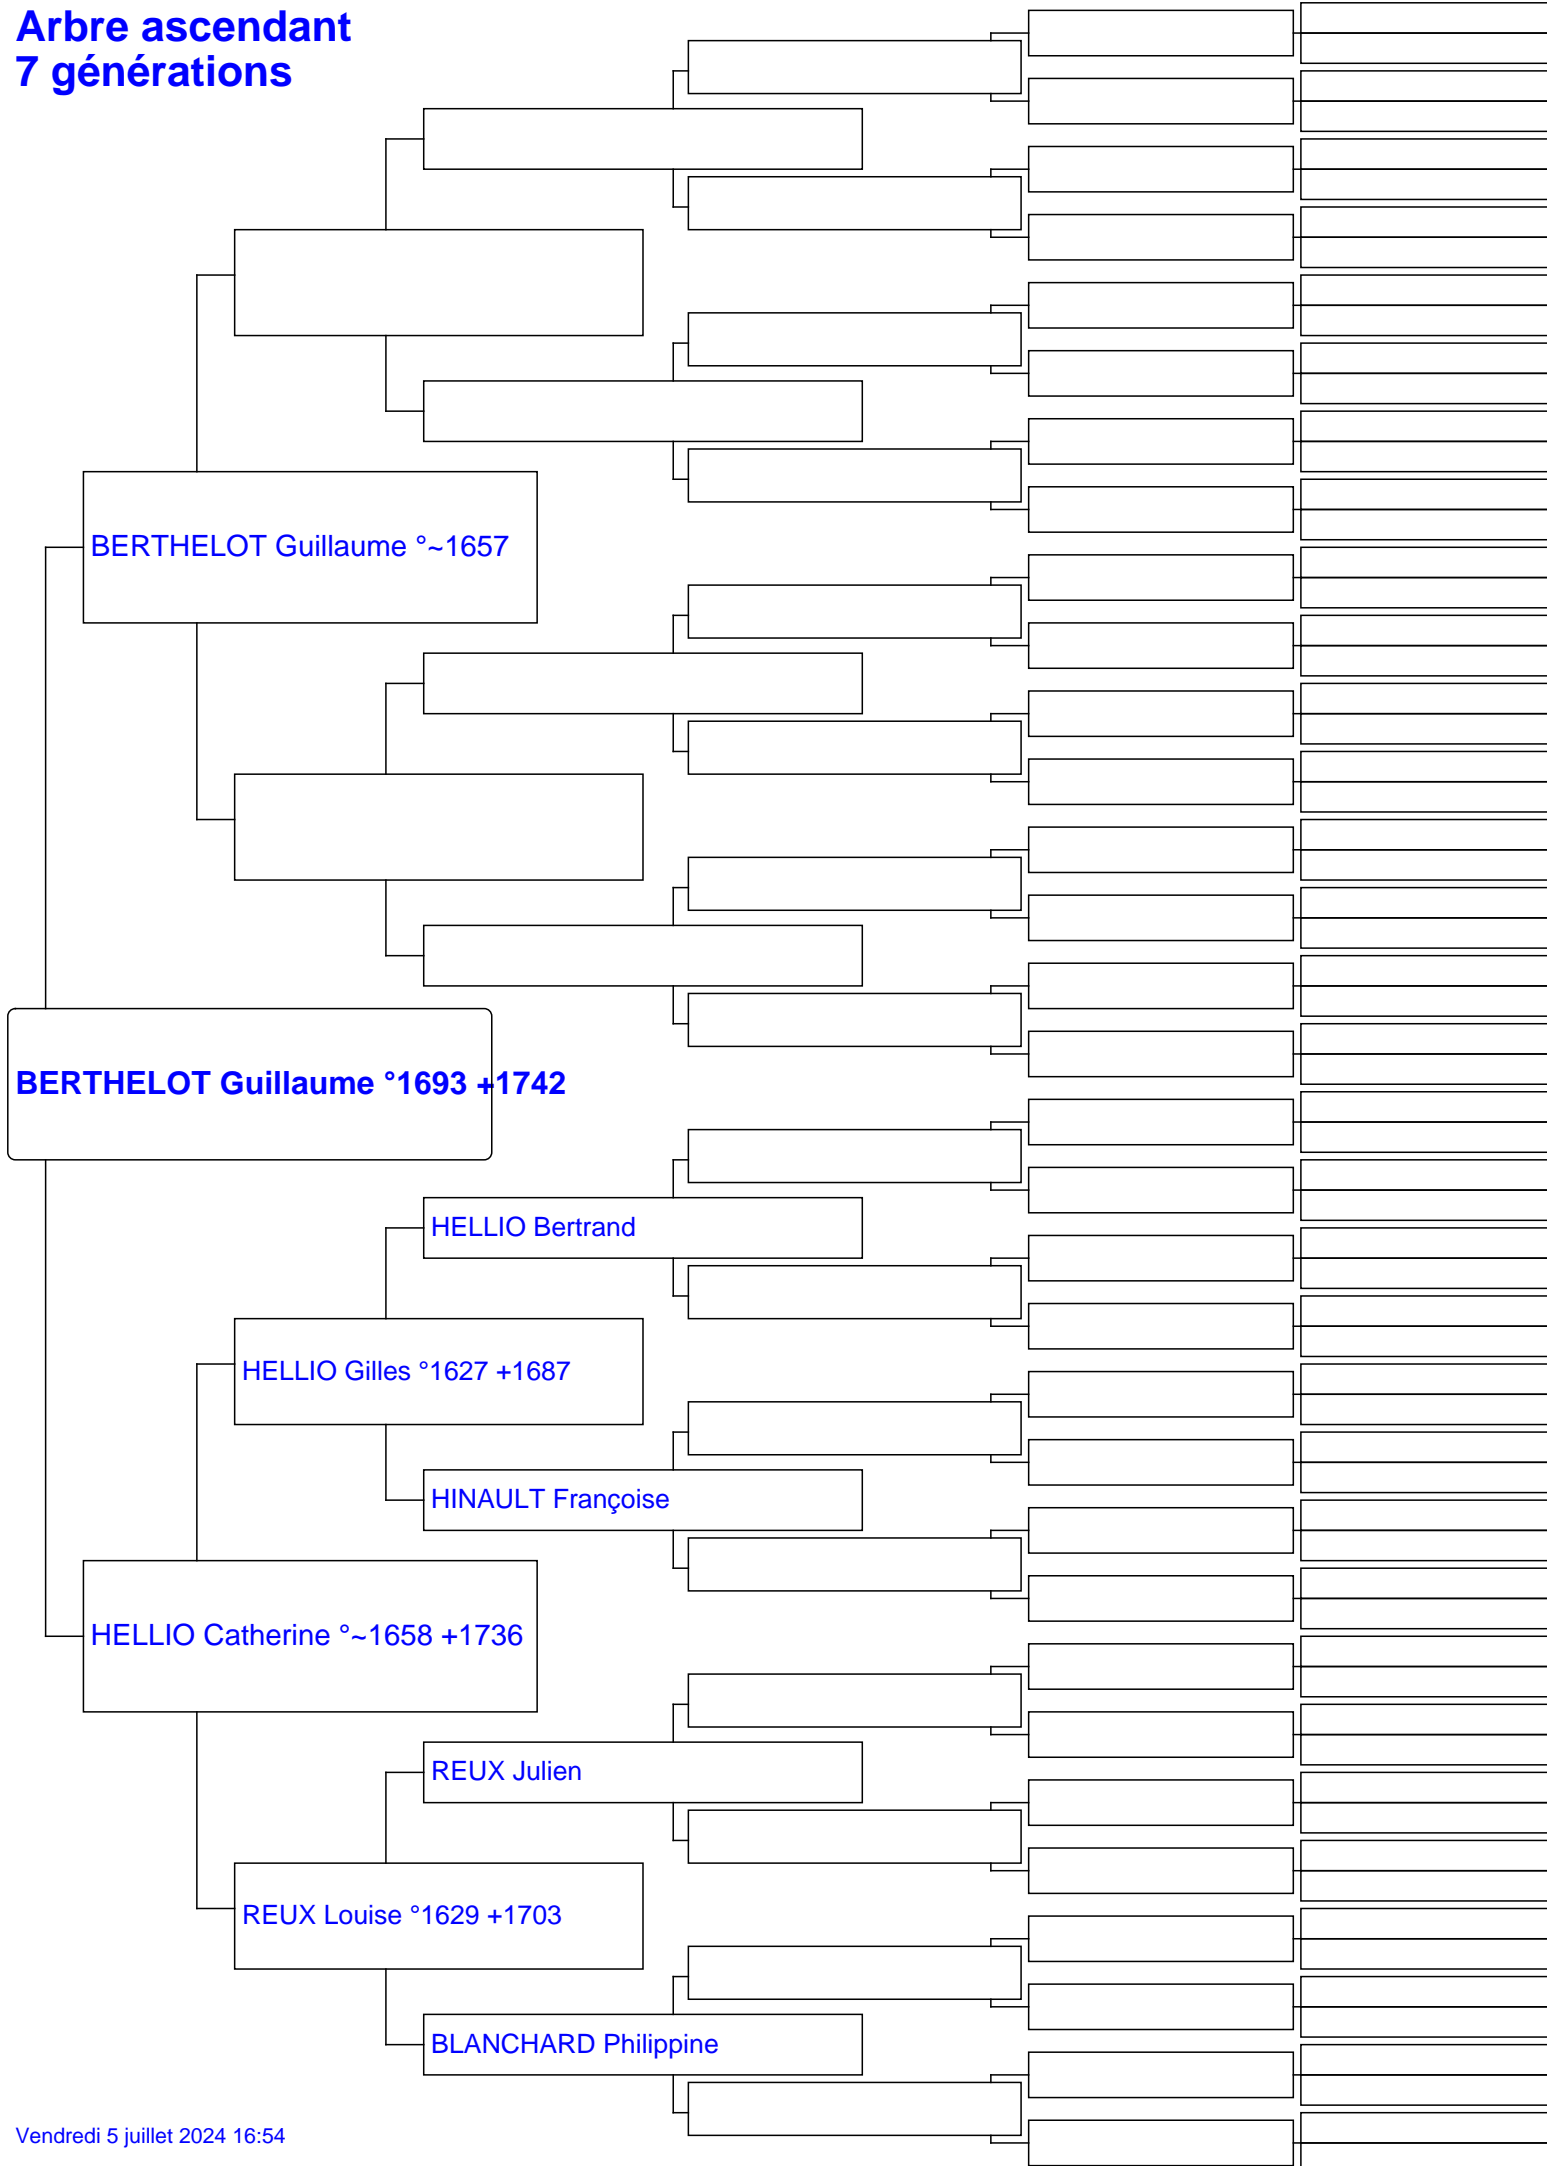 Arbre ascendant
7 générations
BERTHELOT Guillaume °~1657
BERTHELOT Guillaume °1693 +1742
HELLIO Bertrand
HELLIO Gilles °1627 +1687
HINAULT Françoise
HELLIO Catherine °~1658 +1736
REUX Julien
REUX Louise °1629 +1703
BLANCHARD Philippine
Vendredi 5 juillet 2024 16:54